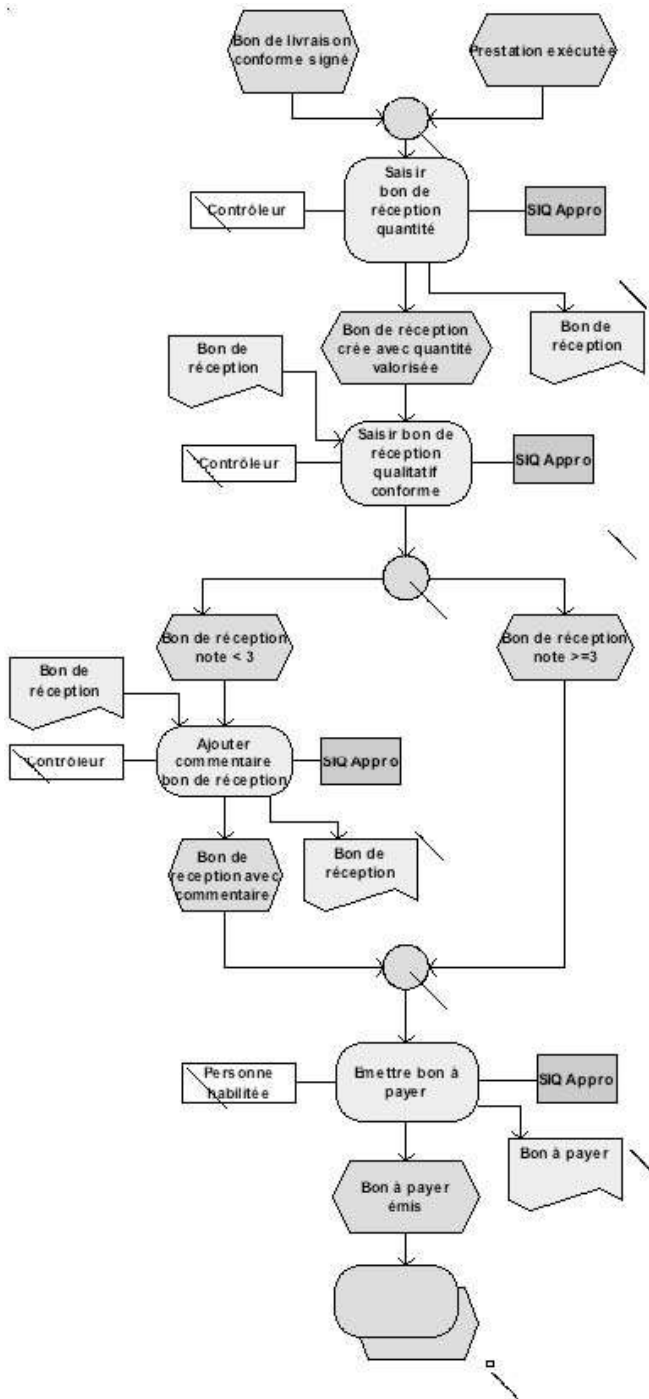 Bon de livraison
conforme signé
Prestation exécutée
Saisir
bon de
réception
quantité
Contrôleur
SIQ Appro
Bon de
réception
Bon de réception
crée avec quantité
valorisée
Bon de
réception
Saisir bon de
réception
qualitatif
conforme
Contrôleur
SIQ Appro
Bon de réception
note < 3
Bon de réception
note >=3
Bon de
réception
Ajouter
commentaire
bon de réception
Contrôleur
SIQ Appro
Bon de
reception avec
commentaire
Bon de
réception
Personne
habilitée
Emettre bon à
payer
SIQ Appro
Bon à payer
Bon à payer
émis